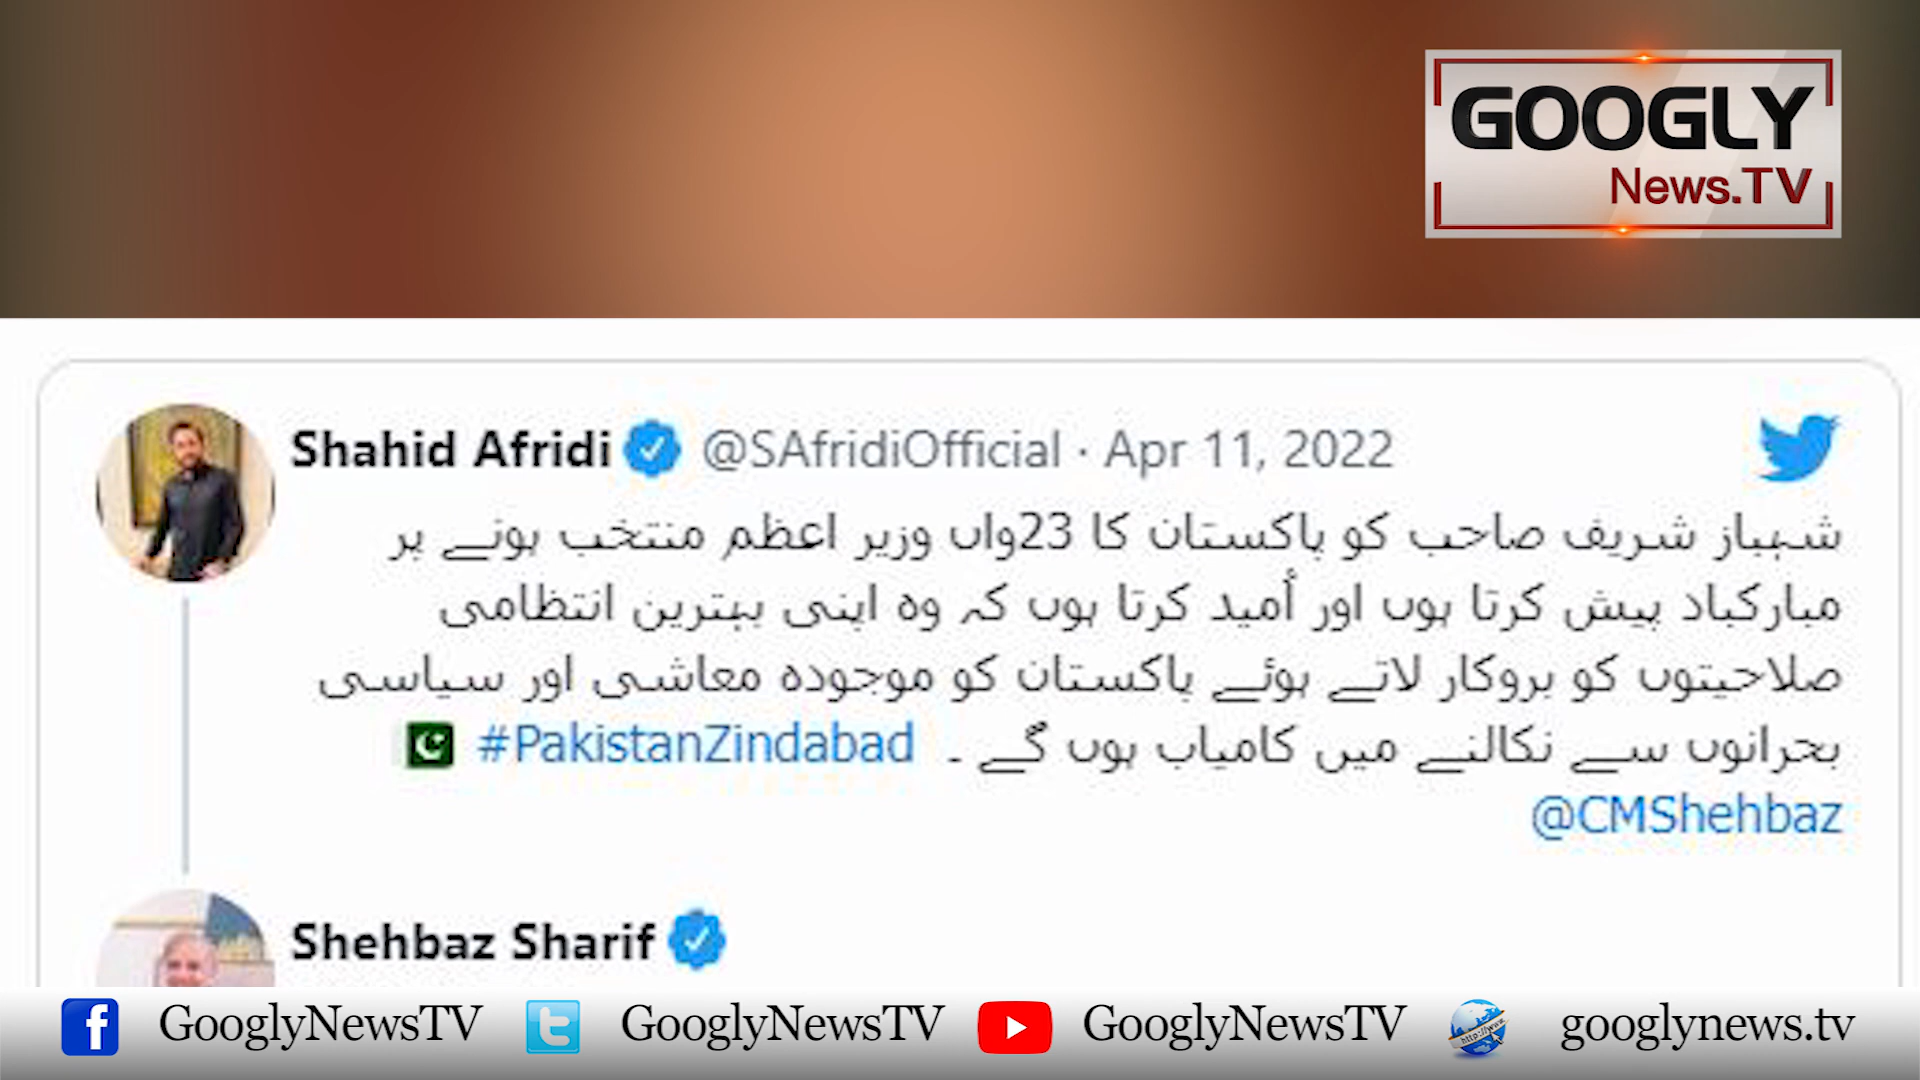 GOOGLY
News.TV
Shahid Afridi @SAfridiOfficial · Apr 11, 2022
شہباز شریف صاحب کو پاکستان کا 23واں وزیر اعظم منتخب ہونے پر
مبارکباد پیش کرتا ہوں اور اُمید کرتا ہوں کہ وہ اپنی بہترین انتظامی
صلاحیتوں کو بروکار لاتے ہوئے پاکستان کو موجودہ معاشی اور سیاسی
بحرانوں سے نکالنے میں کامیاب ہوں گے ۔ #PakistanZindabad
@CMShehbaz
Shehbaz Sharif
GooglyNewsTV GooglyNewsTV GooglyNewsTV googlynews.tv